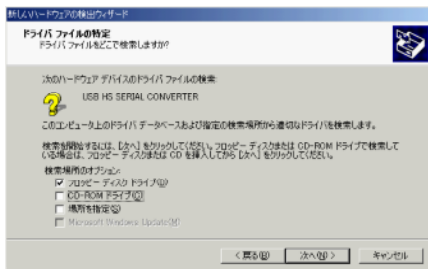 新しいハードウェアの検出ウィザード
ドライバ ファイルの特定
ドライバ ファイルをどこで検索しますか?
次のハードウェア デバイスのドライバ ファイルの検索:
USB HS SERIAL CONVERTER
このコンピュータ上のドライバ データベースおよび指定の検索場所から適切なドライバを検索します。
検索を開始するには、[次へ] をクリックしてください。フロッピー ディスクまたは CD-ROM ドライブで検索して
いる場合は、フロッピー ディスクまたは CD を挿入してから [次へ] をクリックしてください。
検索場所のオプション:
フロッピー ディスク ドライブ(D)
CD-ROM ドライブ(C)
場所を指定(S)
Microsoft Windows Update(M)
< 戻る(B)
次へ(N) >
キャンセル